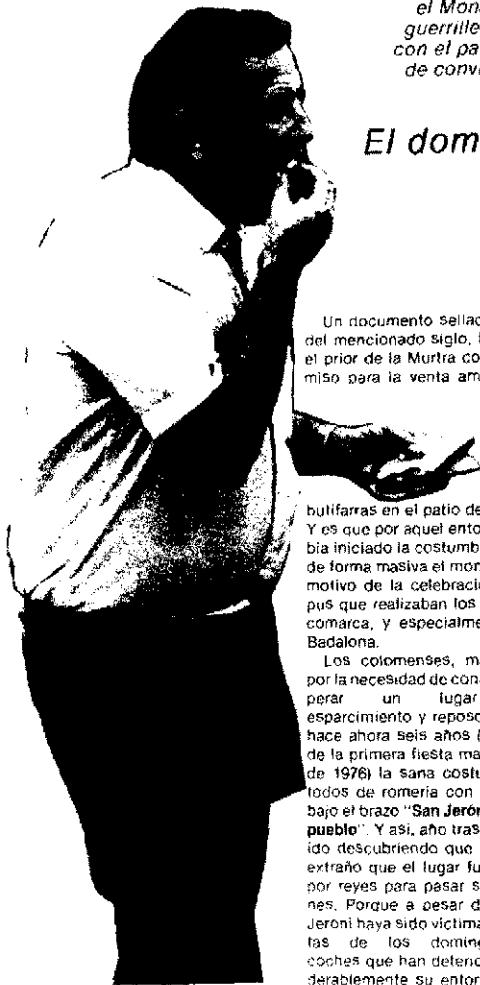 el Mona
guerrille
con el pa
de conv
El dom
Un documento sellad
del mencionado siglo, l
el prior de la Murtra co
miso para la venta am
butifarras en el patio de
Y es que por aquel ento
bía iniciado la costumb
de forma masiva el mon
motivo de la celebració
pus que realizaban los
comarca, y especialme
Badalona.
Los colomenses, ma
por la necesidad de cona
perar un lugar
esparcimiento y reposo
hace ahora seis años (
de la primera fiesta ma
de 1976) la sana costu
todos de romería con
bajo el brazo "San Jerón
pueblo". Y así, año tras
ido descubriendo que
extraño que el lugar fu
por reyes para pasar s
nes. Porque a pesar d
Jeroni haya sido víctima
tas de los doming
coches que han deterio
derablemente su entor